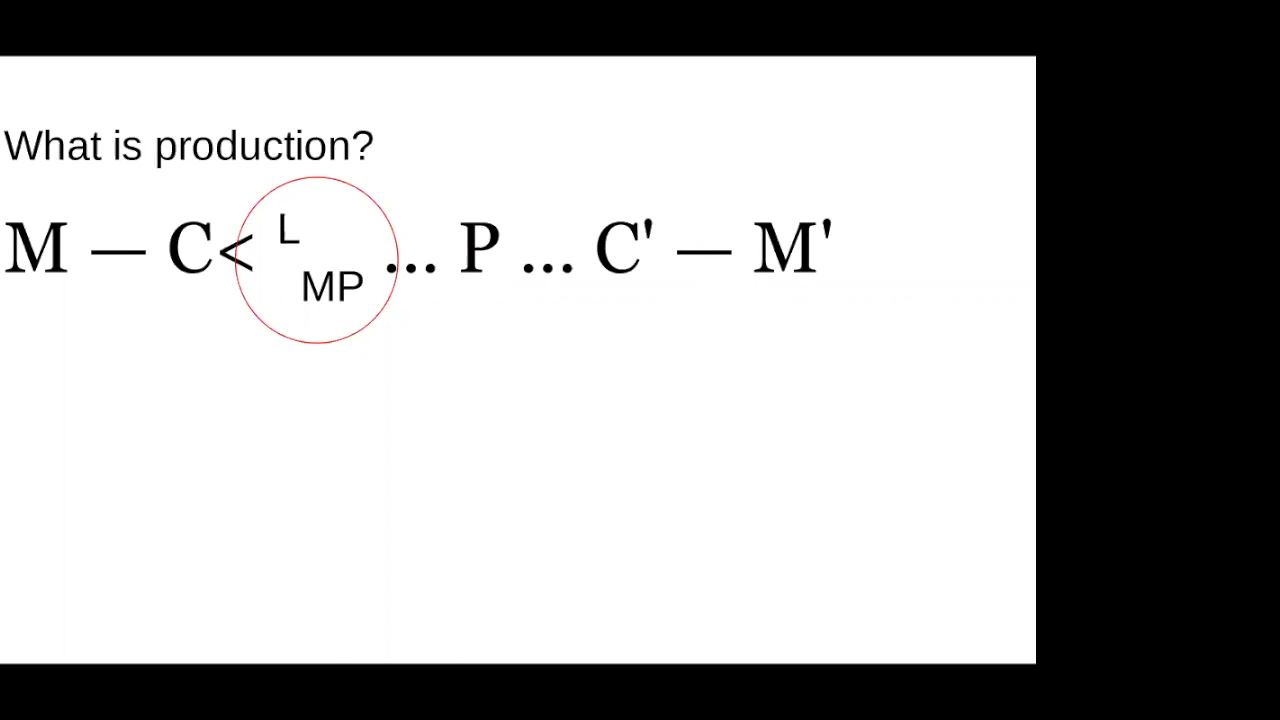 What is production?
M — C< L MP ... P ... C' — M'